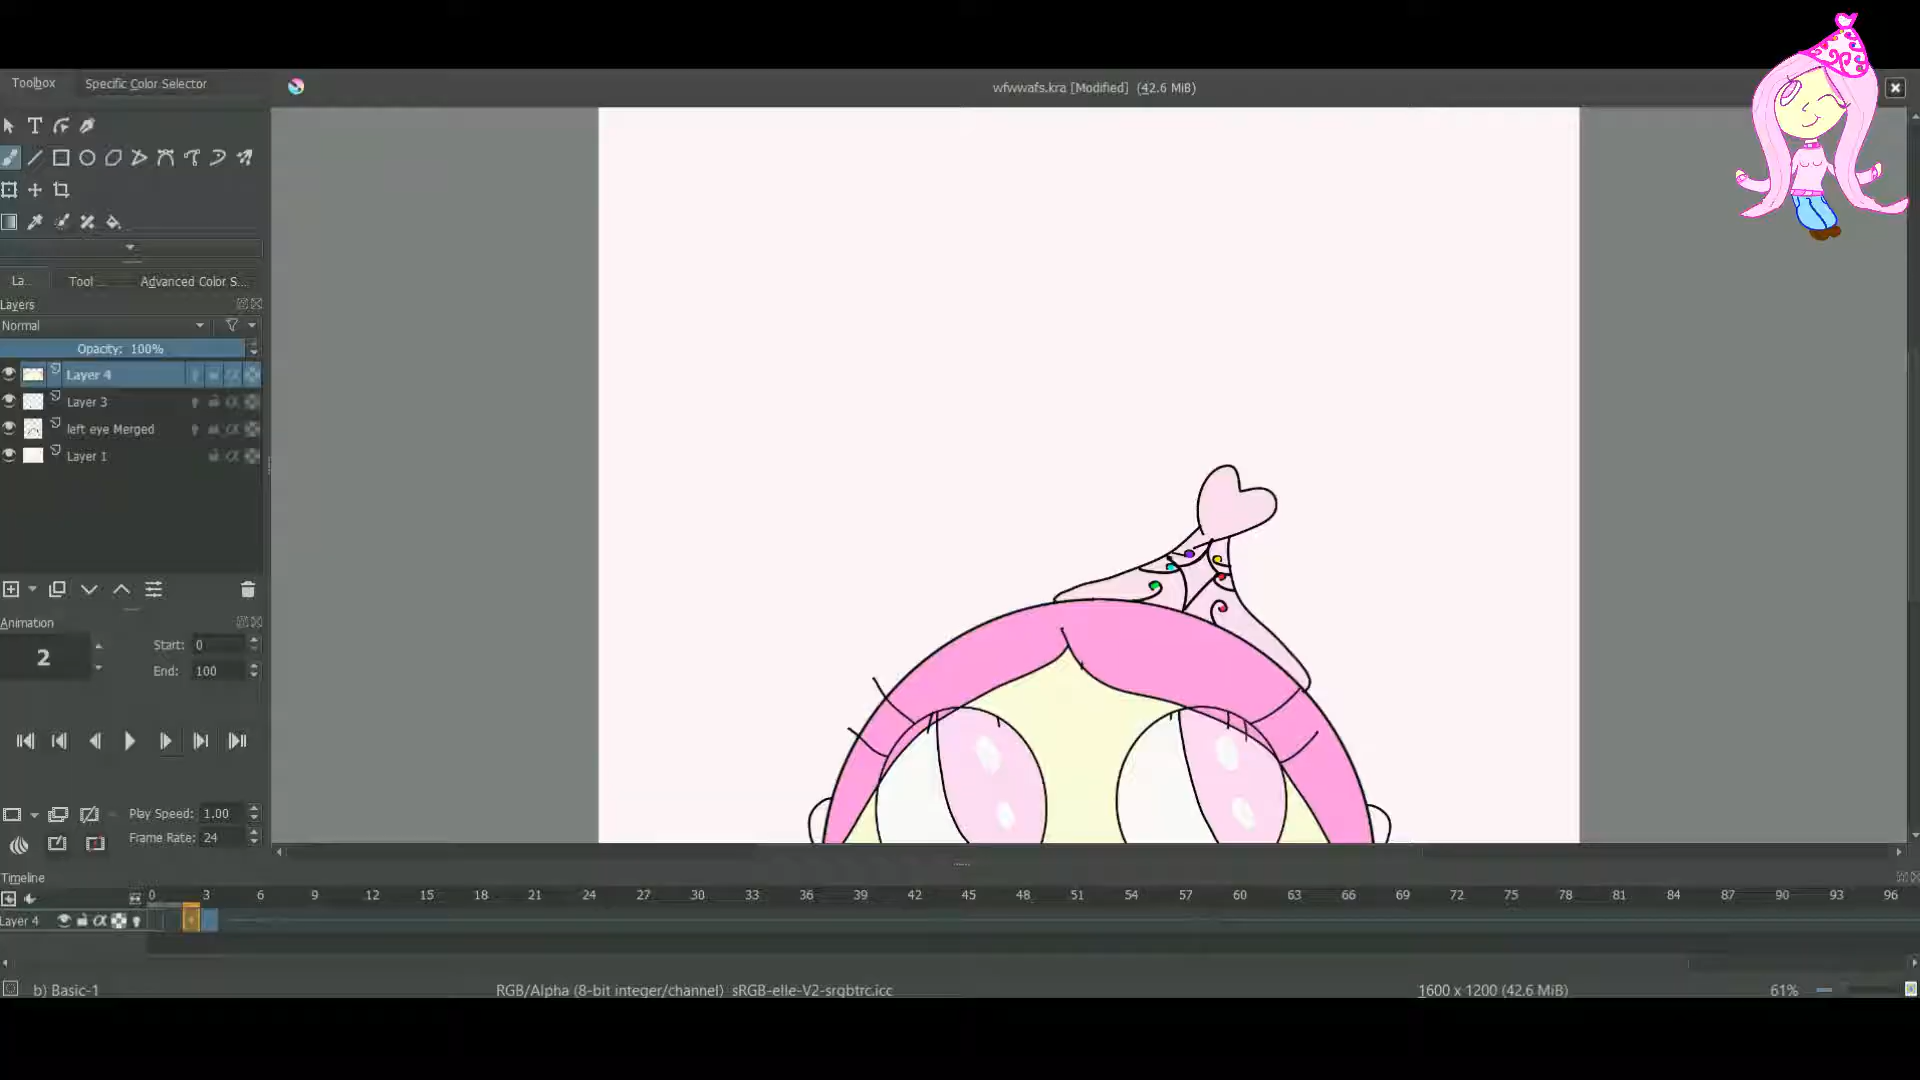 Toolbox Specific Color Selector
wfwwafs.kra [Modified] (42.6 MiB)
La... Tool ... Advanced Color S...
Layers
Normal
Opacity: 100%
Layer 4
Layer 3
left eye Merged
Layer 1
Animation
2
Start: 0
End: 100
Play Speed: 1.00
Frame Rate: 24
Timeline
0 3 6 9 12 15 18 21 24 27 30 33 36 39 42 45 48 51 54 57 60 63 66 69 72 75 78 81 84 87 90 93 96
Layer 4
b) Basic-1 RGB/Alpha (8-bit integer/channel) sRGB-elle-V2-srgbtrc.icc 1600 x 1200 (42.6 MiB) 61%